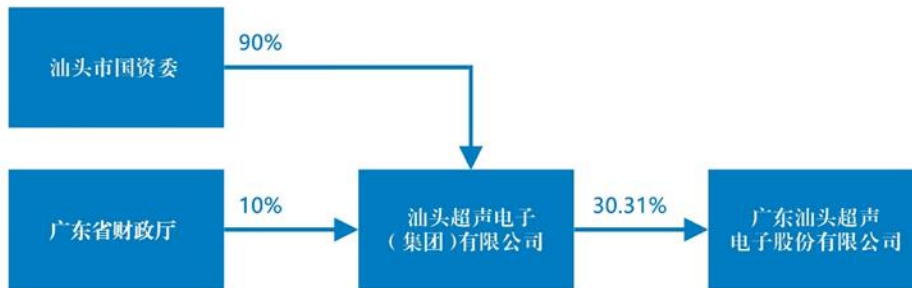 汕头市国资委
90%
广东省财政厅
10%
汕头超声电子
（集团）有限公司
30.31%
广东汕头超声
电子股份有限公司